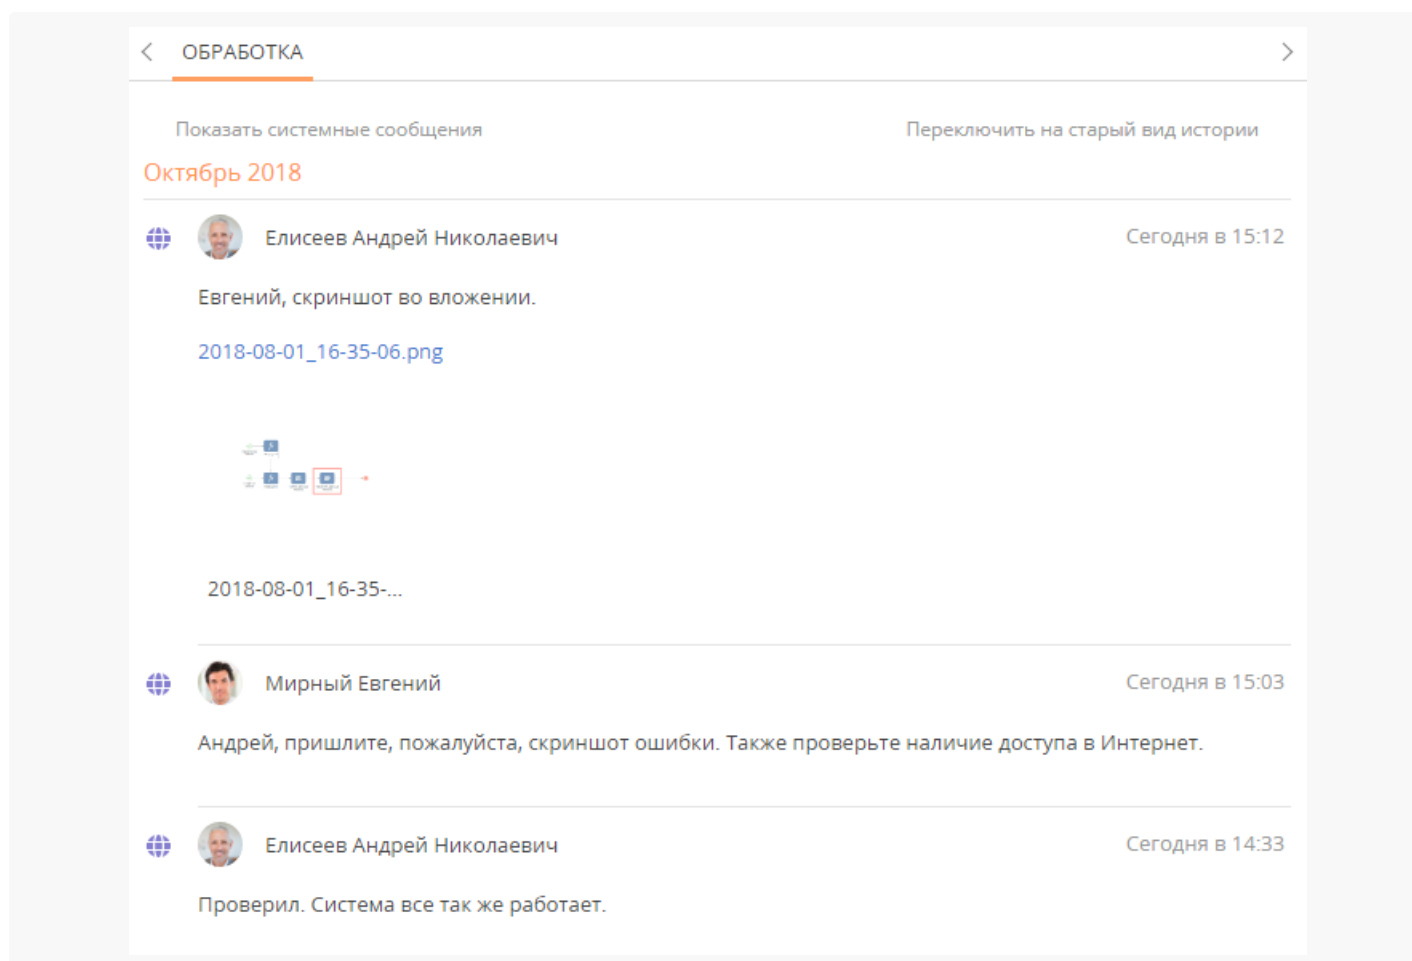 ОБРАБОТКА
Показать системные сообщения
Переключить на старый вид истории
Октябрь 2018
Елисеев Андрей Николаевич
Сегодня в 15:12
Евгений, скриншот во вложении.
2018-08-01_16-35-06.png
2018-08-01_16-35-...
Мирный Евгений
Сегодня в 15:03
Андрей, пришлите, пожалуйста, скриншот ошибки. Также проверьте наличие доступа в Интернет.
Елисеев Андрей Николаевич
Сегодня в 14:33
Проверил. Система все так же работает.